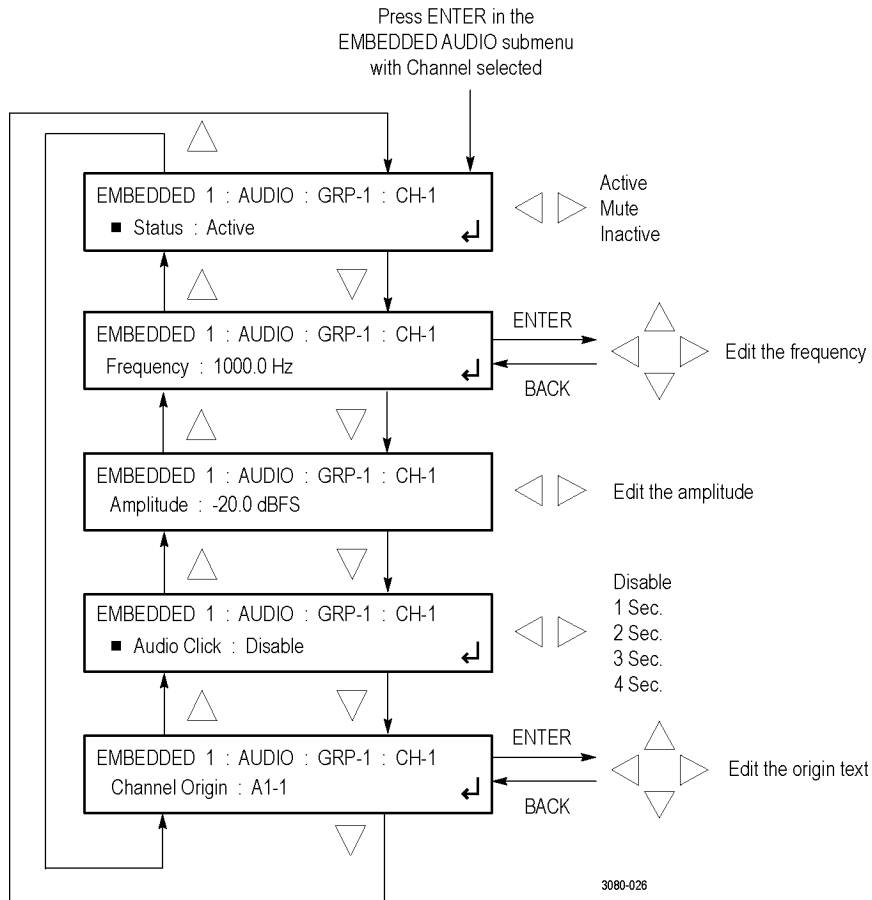 Press ENTER in the
EMBEDDED AUDIO submenu
with Channel selected
EMBEDDED 1 : AUDIO : GRP-1 : CH-1
■ Status : Active
Active
Mute
Inactive
EMBEDDED 1 : AUDIO : GRP-1 : CH-1
Frequency : 1000.0 Hz
ENTER
BACK
Edit the frequency
EMBEDDED 1 : AUDIO : GRP-1 : CH-1
Amplitude : -20.0 dBFS
Edit the amplitude
EMBEDDED 1 : AUDIO : GRP-1 : CH-1
■ Audio Click : Disable
Disable
1 Sec.
2 Sec.
3 Sec.
4 Sec.
EMBEDDED 1 : AUDIO : GRP-1 : CH-1
Channel Origin : A1-1
ENTER
BACK
Edit the origin text
3080-026